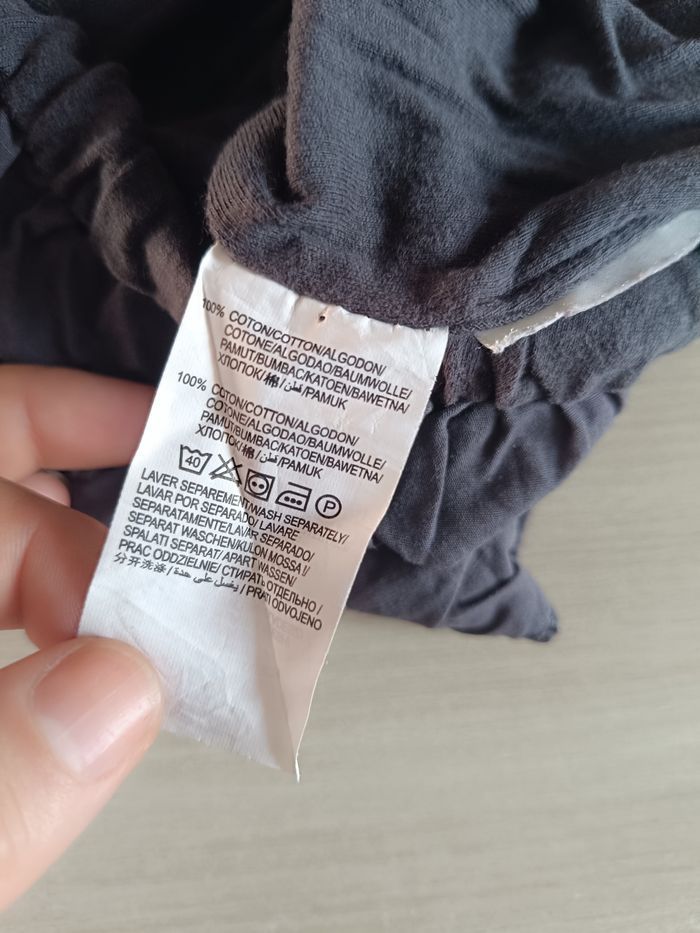 100% COTON/COTTON/ALGODON/
COTONE/ALGODAO/BAUMWOLLE/
PAMUT/BUMBAC/KATOEN/BAWEŁNA/
ХЛОПОК/棉/قطن/PAMUK
100% COTON/COTTON/ALGODON/
COTONE/ALGODAO/BAUMWOLLE/
PAMUT/BUMBAC/KATOEN/BAWEŁNA/
ХЛОПОК/棉/قطن/PAMUK
40 P
LAVER SEPAREMENT/WASH SEPARATELY/
LAVAR POR SEPARADO/ LAVARE
SEPARATAMENTE/LAVAR SEPARADO/
SEPARAT WASCHEN/KULON MOSSA !/
SPALATI SEPARAT/ APART WASSEN/
PRAC ODDZIELNIE/ СТИРАТЬ ОТДЕЛЬНО /
分开洗涤 / يغسل على حدة / PRATI ODVOJENO